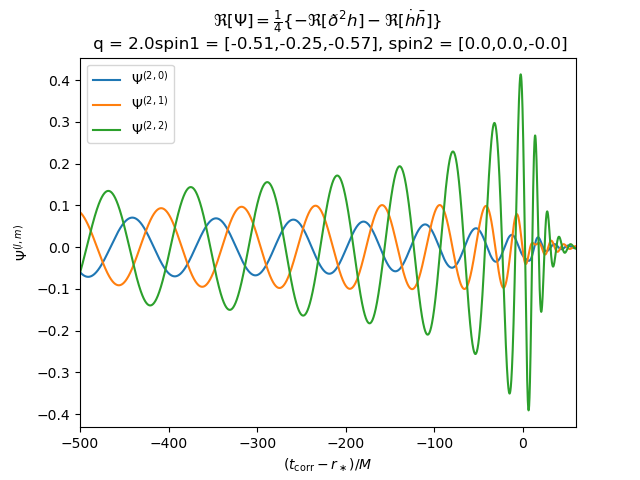 ℜ[Ψ] = 1/4{−ℜ[ð²h] − ℜ[ḣh̄]}
q = 2.0spin1 = [-0.51,-0.25,-0.57], spin2 = [0.0,0.0,-0.0]
Ψ⁽²,⁰⁾
Ψ⁽²,¹⁾
Ψ⁽²,²⁾
Ψ⁽ˡ,ᵐ⁾
0.4
0.3
0.2
0.1
0.0
−0.1
−0.2
−0.3
−0.4
−500 −400 −300 −200 −100 0
(t_corr − r_∗)/M